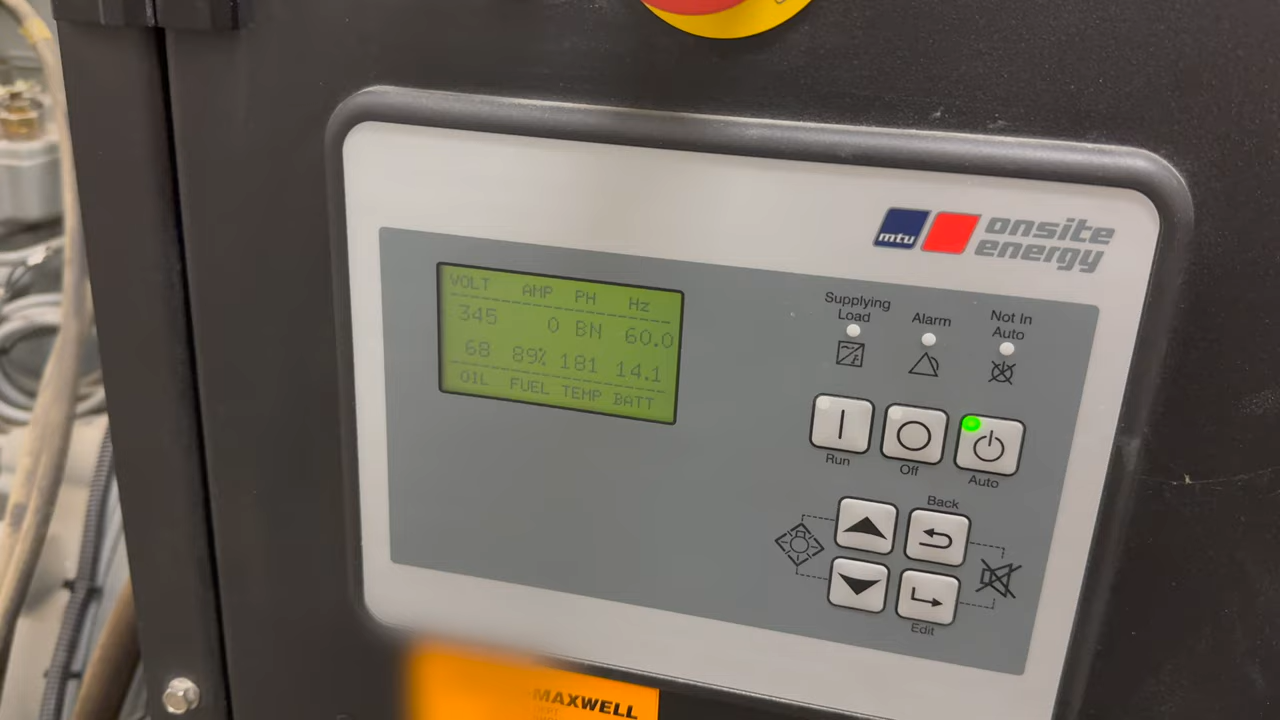 mtu onsite
energy
VOLT AMP PH Hz
345 0 BN 60.0
68 89% 181 14.1
OIL FUEL TEMP BATT
Supplying
Load
Alarm
Not In
Auto
Run
Off
Auto
Back
Edit
MAXWELL